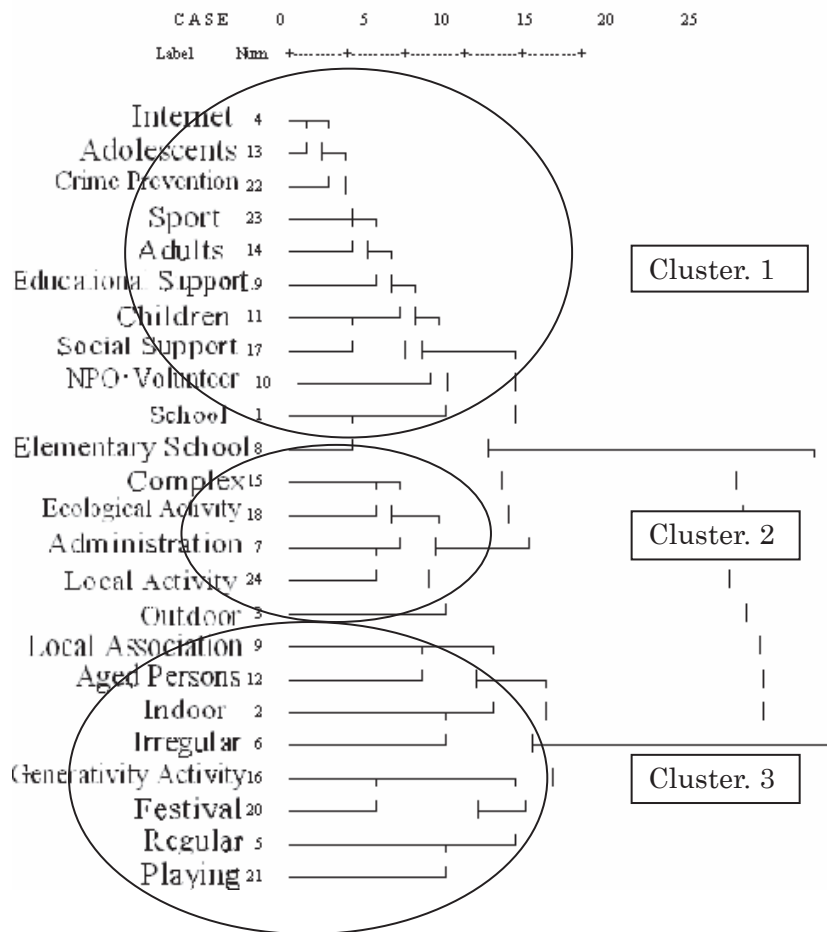 C A S E 0 5 10 15 20 25
Label Num +--------+--------+--------+--------+--------+
Internet 4
Adolescents 13
Crime Prevention 22
Sport 23
Adults 14
Educational Support 19
Children 11
Social Support 17
NPO·Volunteer 10
School 1
Elementary School 8
Complex 15
Ecological Activity 18
Administration 7
Local Activity 24
Outdoor 3
Local Association 9
Aged Persons 12
Indoor 2
Irregular 6
Generativity Activity 16
Festival 20
Regular 5
Playing 21
Cluster. 1
Cluster. 2
Cluster. 3